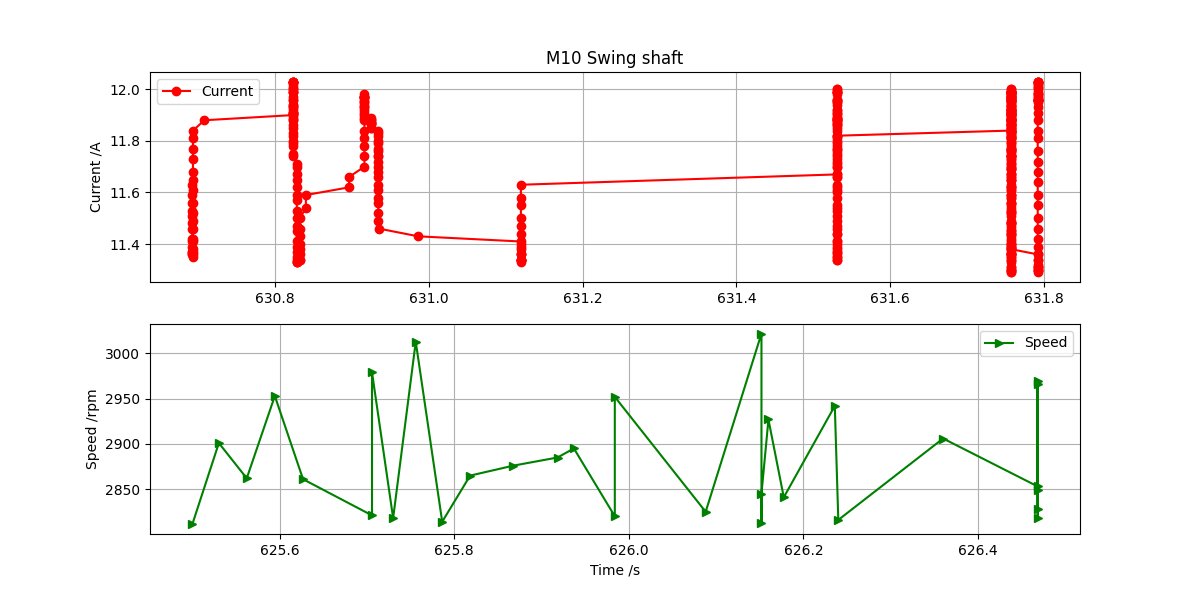 M10 Swing shaft
Current
Current /A
12.0
11.8
11.6
11.4
630.8 631.0 631.2 631.4 631.6 631.8
Speed
Speed /rpm
3000
2950
2900
2850
625.6 625.8 626.0 626.2 626.4
Time /s